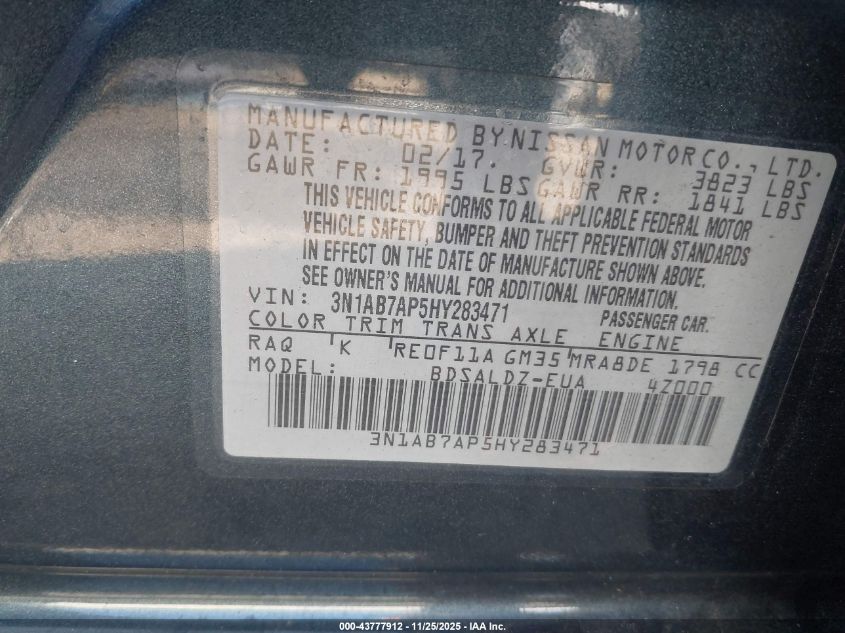 MANUFACTURED BY NISSAN MOTOR CO., LTD.
DATE: 02/17. GVWR: 3823 LBS
GAWR FR: 1995 LBS GAWR RR: 1841 LBS
THIS VEHICLE CONFORMS TO ALL APPLICABLE FEDERAL MOTOR
VEHICLE SAFETY, BUMPER AND THEFT PREVENTION STANDARDS
IN EFFECT ON THE DATE OF MANUFACTURE SHOWN ABOVE.
SEE OWNER'S MANUAL FOR ADDITIONAL INFORMATION.
VIN: 3N1AB7AP5HY283471 PASSENGER CAR.
COLOR TRIM TRANS AXLE ENGINE
RAQ K RE0F11A GM35 MRA8DE 1798 CC
MODEL: BDSALDZ-EUA 4Z000
3N1AB7AP5HY283471
000-43777912 - 11/25/2025 - IAA Inc.